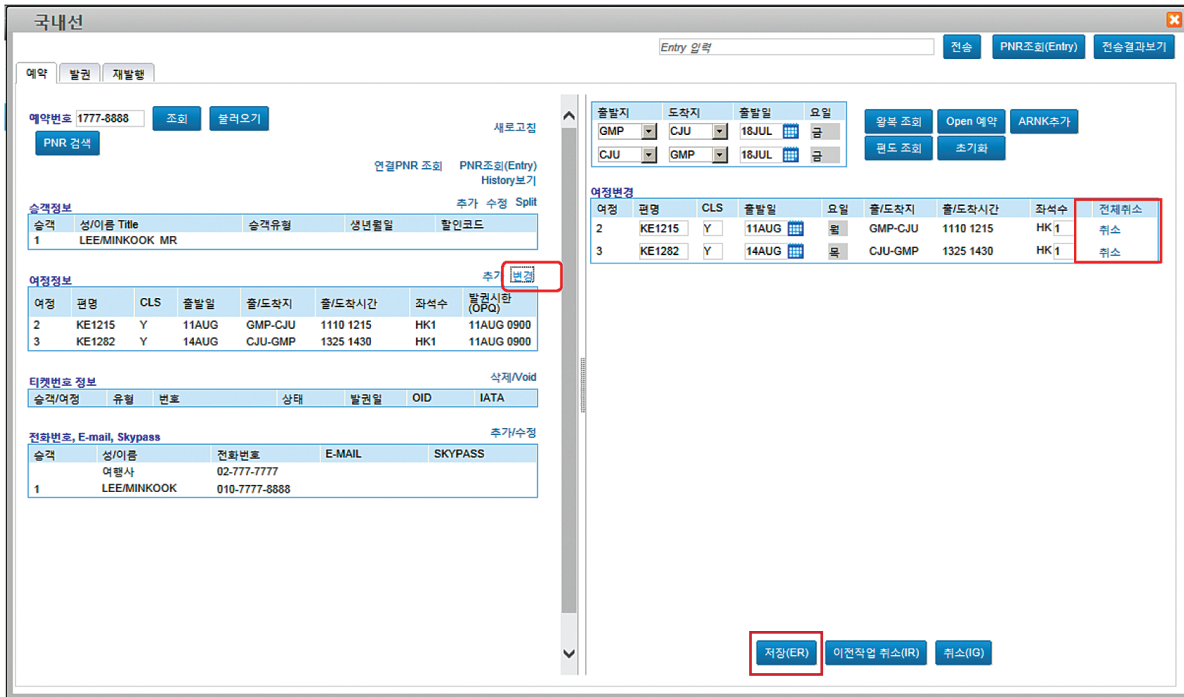 국내선
Entry 입력 전송 PNR조회(Entry) 전송결과보기
예약 발권 재발행
예약번호 1777-8888 조회 불러오기
새로고침
PNR 검색
연결PNR 조회 PNR조회(Entry)
History보기
추가 수정 Split
승객정보
승객 성/이름 Title 승객유형 생년월일 할인코드
1 LEE/MINKOOK MR
추가 변경
여정정보
여정 편명 CLS 출발일 출/도착지 출/도착시간 좌석수 발권시한 (OPQ)
2 KE1215 Y 11AUG GMP-CJU 1110 1215 HK1 11AUG 0900
3 KE1282 Y 14AUG CJU-GMP 1325 1430 HK1 11AUG 0900
삭제/Void
티켓번호 정보
승객/여정 유형 번호 상태 발권일 OID IATA
추가/수정
전화번호, E-mail, Skypass
승객 성/이름 전화번호 E-MAIL SKYPASS
여행사 02-777-7777
1 LEE/MINKOOK 010-7777-8888
출발지 도착지 출발일 요일
GMP CJU 18JUL 금
CJU GMP 18JUL 금
왕복 조회 Open 예약 ARNK추가
편도 조회 초기화
여정변경
여정 편명 CLS 출발일 요일 출/도착지 출/도착시간 좌석수 전체취소
2 KE1215 Y 11AUG 월 GMP-CJU 1110 1215 HK 1 취소
3 KE1282 Y 14AUG 목 CJU-GMP 1325 1430 HK 1 취소
저장(ER) 이전작업 취소(IR) 취소(IG)